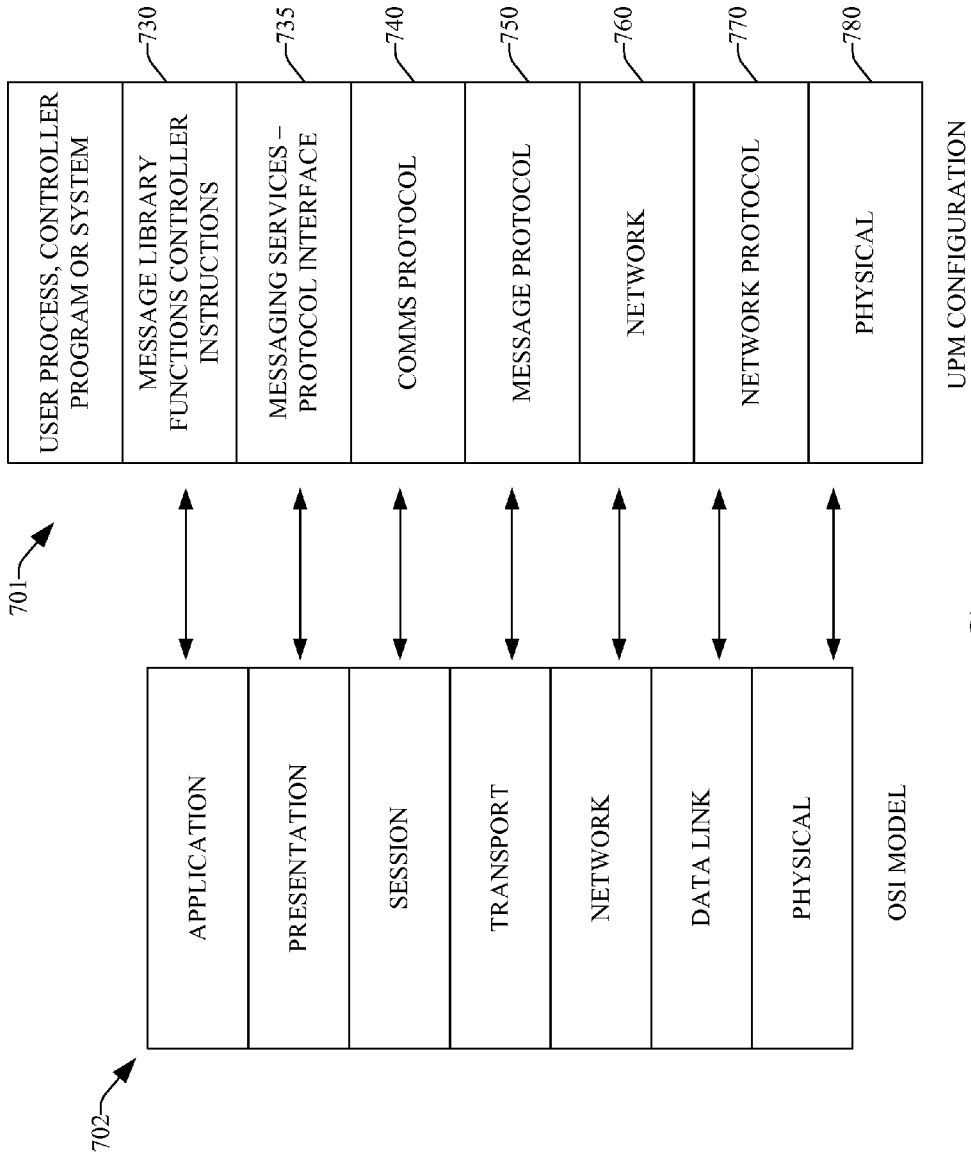 701
702
APPLICATION
PRESENTATION
SESSION
TRANSPORT
NETWORK
DATA LINK
PHYSICAL
OSI MODEL
USER PROCESS, CONTROLLER
PROGRAM OR SYSTEM
MESSAGE LIBRARY
FUNCTIONS CONTROLLER
INSTRUCTIONS
730
MESSAGING SERVICES –
PROTOCOL INTERFACE
735
COMMS PROTOCOL
740
MESSAGE PROTOCOL
750
NETWORK
760
NETWORK PROTOCOL
770
PHYSICAL
780
UPM CONFIGURATION